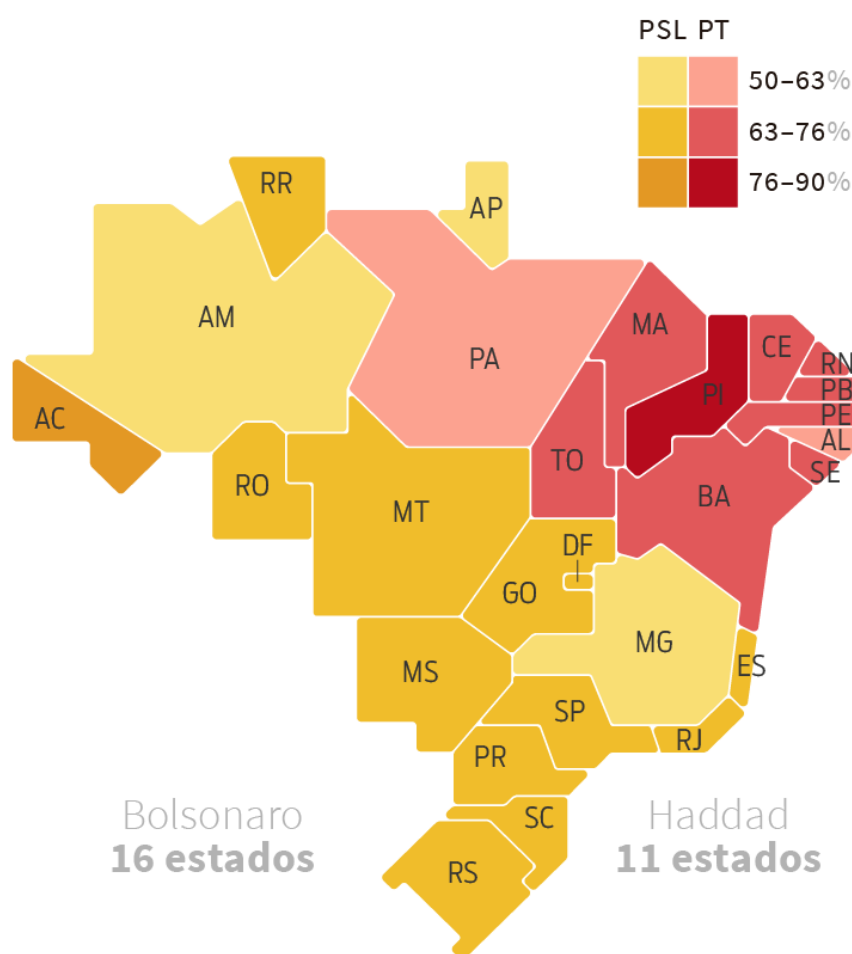 PSL PT
50–63%
63–76%
76–90%
RR
AP
AM
PA
MA
CE
RN
PB
PI
PE
AL
AC
TO
SE
RO
MT
BA
DF
GO
MG
MS
ES
SP
RJ
PR
SC
RS
Bolsonaro
16 estados
Haddad
11 estados